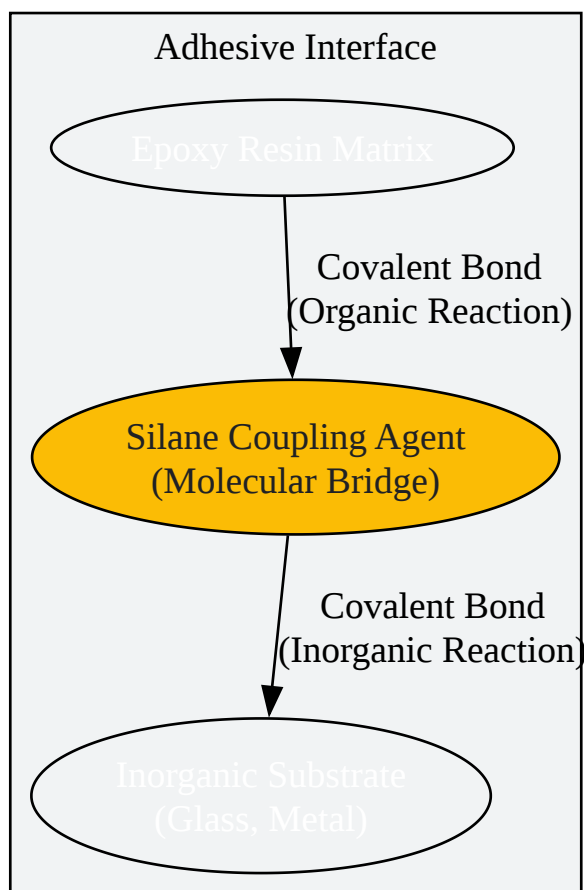 Adhesive Interface
Epoxy Resin Matrix
Covalent Bond
(Organic Reaction)
Silane Coupling Agent
(Molecular Bridge)
Covalent Bond
(Inorganic Reaction)
Inorganic Substrate
(Glass, Metal)